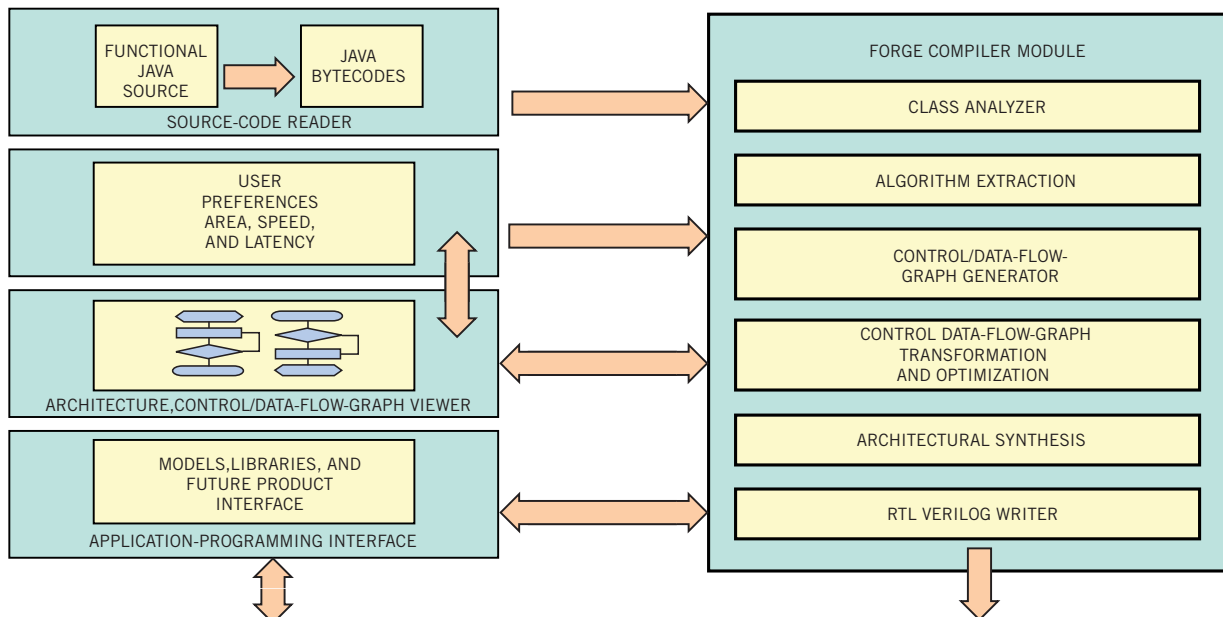 FUNCTIONAL
JAVA
SOURCE
JAVA
BYTECODES
SOURCE-CODE READER
USER
PREFERENCES
AREA, SPEED,
AND LATENCY
ARCHITECTURE,CONTROL/DATA-FLOW-GRAPH VIEWER
MODELS,LIBRARIES, AND
FUTURE PRODUCT
INTERFACE
APPLICATION-PROGRAMMING INTERFACE
FORGE COMPILER MODULE
CLASS ANALYZER
ALGORITHM EXTRACTION
CONTROL/DATA-FLOW-
GRAPH GENERATOR
CONTROL DATA-FLOW-GRAPH
TRANSFORMATION
AND OPTIMIZATION
ARCHITECTURAL SYNTHESIS
RTL VERILOG WRITER